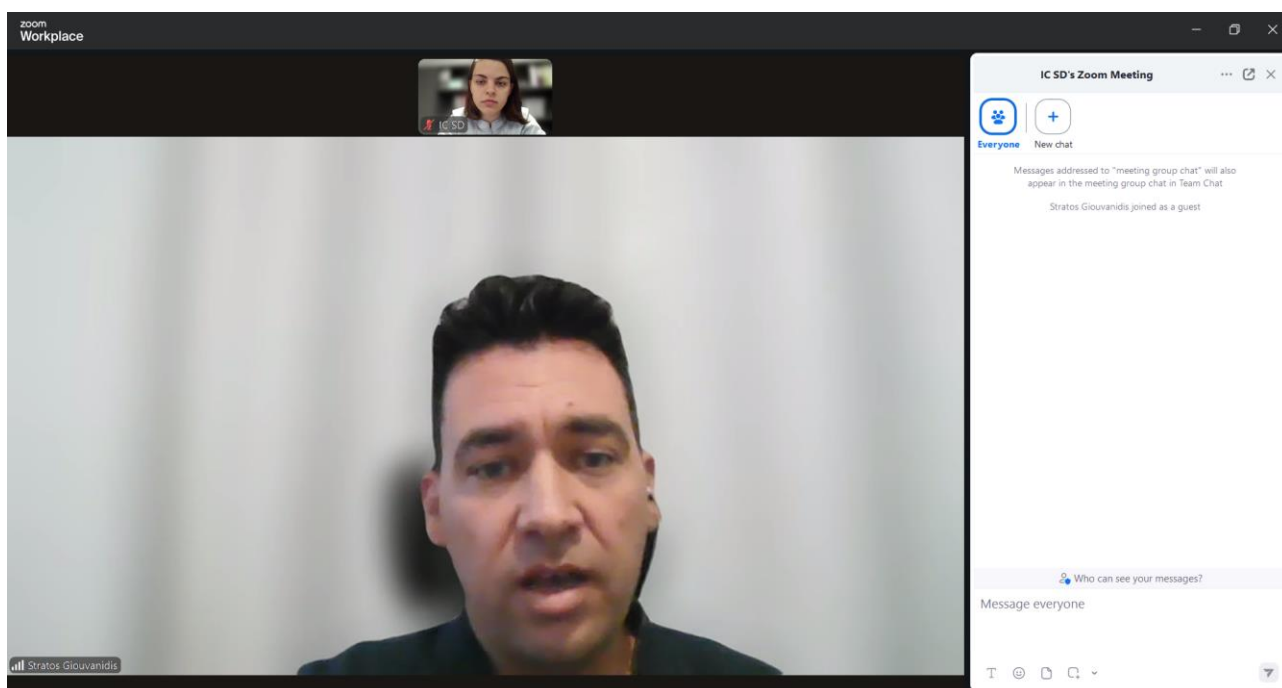 zoom
Workplace
IC SD
Stratos Giouvanidis
IC SD's Zoom Meeting
Everyone
New chat
Messages addressed to "meeting group chat" will also
appear in the meeting group chat in Team Chat
Stratos Giouvanidis joined as a guest
Who can see your messages?
Message everyone